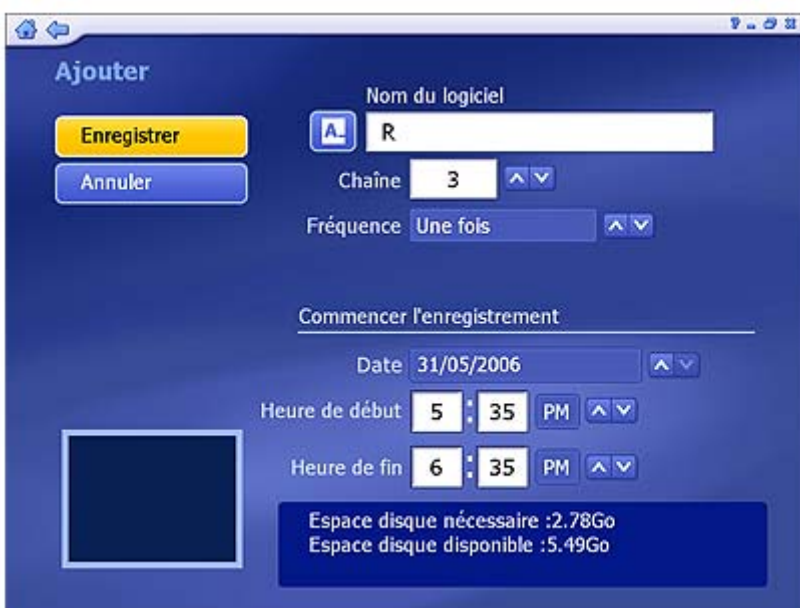 Ajouter
Enregistrer
Annuler
Nom du logiciel
A_ R
Chaîne 3
Fréquence Une fois
Commencer l'enregistrement
Date 31/05/2006
Heure de début 5 : 35 PM
Heure de fin 6 : 35 PM
Espace disque nécessaire :2.78Go
Espace disque disponible :5.49Go